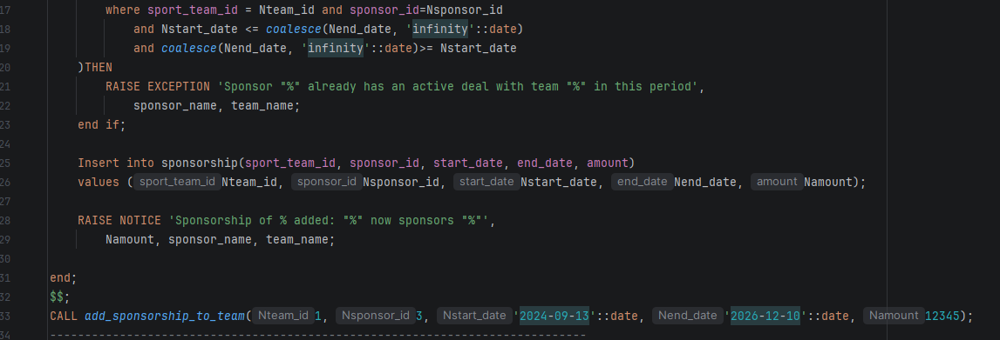 17 where sport_team_id = Nteam_id and sponsor_id=Nsponsor_id
18 and Nstart_date <= coalesce(Nend_date, 'infinity'::date)
19 and coalesce(Nend_date, 'infinity'::date)>= Nstart_date
20 )THEN
21 RAISE EXCEPTION 'Sponsor "%" already has an active deal with team "%" in this period',
22 sponsor_name, team_name;
23 end if;
24
25 Insert into sponsorship(sport_team_id, sponsor_id, start_date, end_date, amount)
26 values ( sport_team_id Nteam_id, sponsor_id Nsponsor_id, start_date Nstart_date, end_date Nend_date, amount Namount);
27
28 RAISE NOTICE 'Sponsorship of % added: "%" now sponsors "%"',
29 Namount, sponsor_name, team_name;
30
31 end;
32 $$;
33 CALL add_sponsorship_to_team( Nteam_id 1, Nsponsor_id 3, Nstart_date '2024-09-13'::date, Nend_date '2026-12-10'::date, Namount 12345);
34 -------------------------------------------------------------------------------